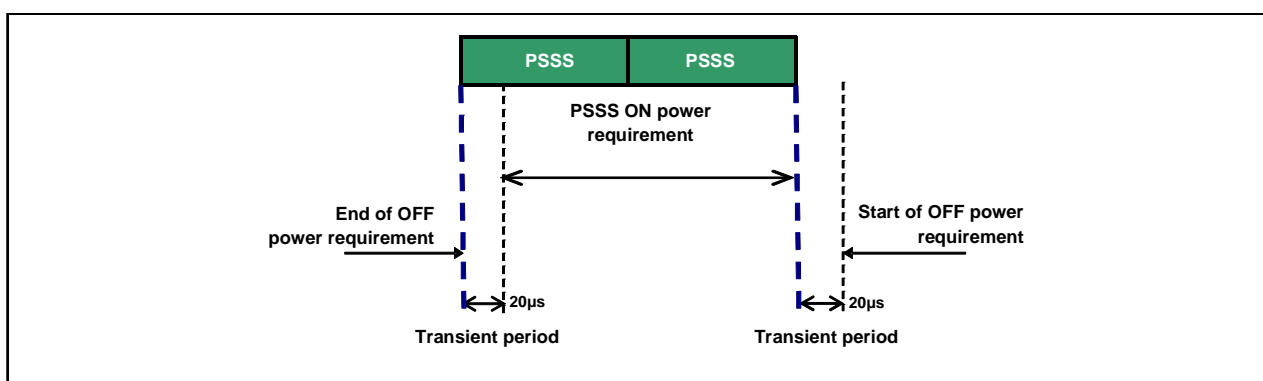 PSSS PSSS
PSSS ON power
requirement
End of OFF
power requirement
Start of OFF power
requirement
20µs
20µs
Transient period
Transient period